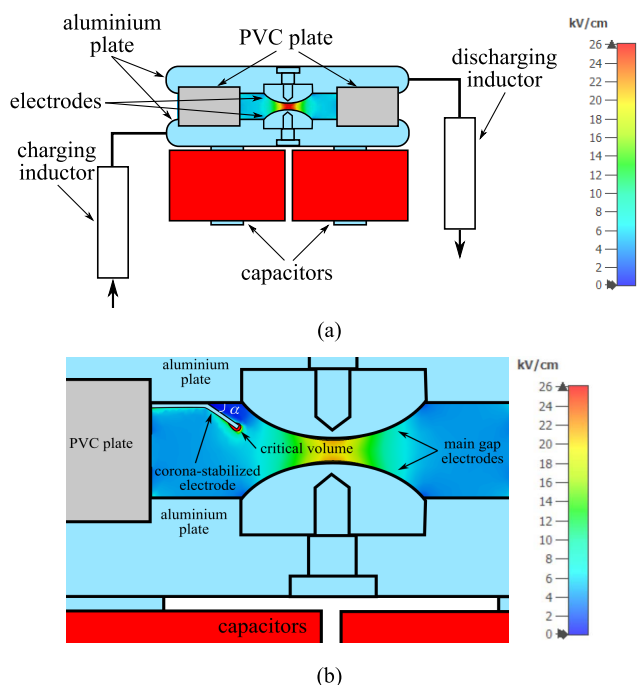 kV/cm
aluminium
plate
PVC plate
discharging
inductor
electrodes
charging
inductor
capacitors
26
24
22
20
18
16
14
12
10
8
6
4
2
0
(a)
kV/cm
aluminium
plate
α
PVC plate
critical volume
corona-stabilized
electrode
main gap
electrodes
aluminium
plate
capacitors
26
24
22
20
18
16
14
12
10
8
6
4
2
0
(b)